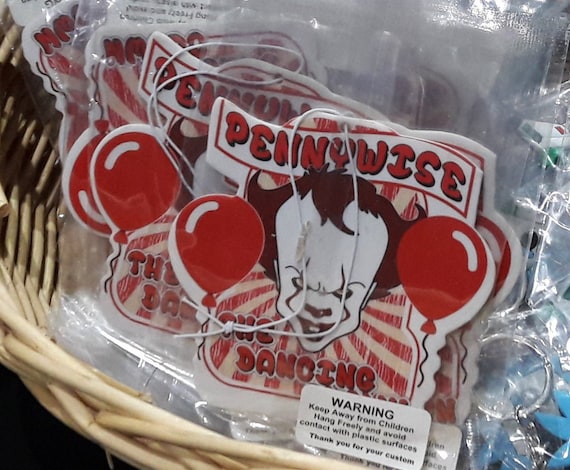 PENNYWISE
THE
DANCING
WARNING
Keep Away from Children
Hang Freely and avoid
contact with plastic surfaces
Thank you for your custom